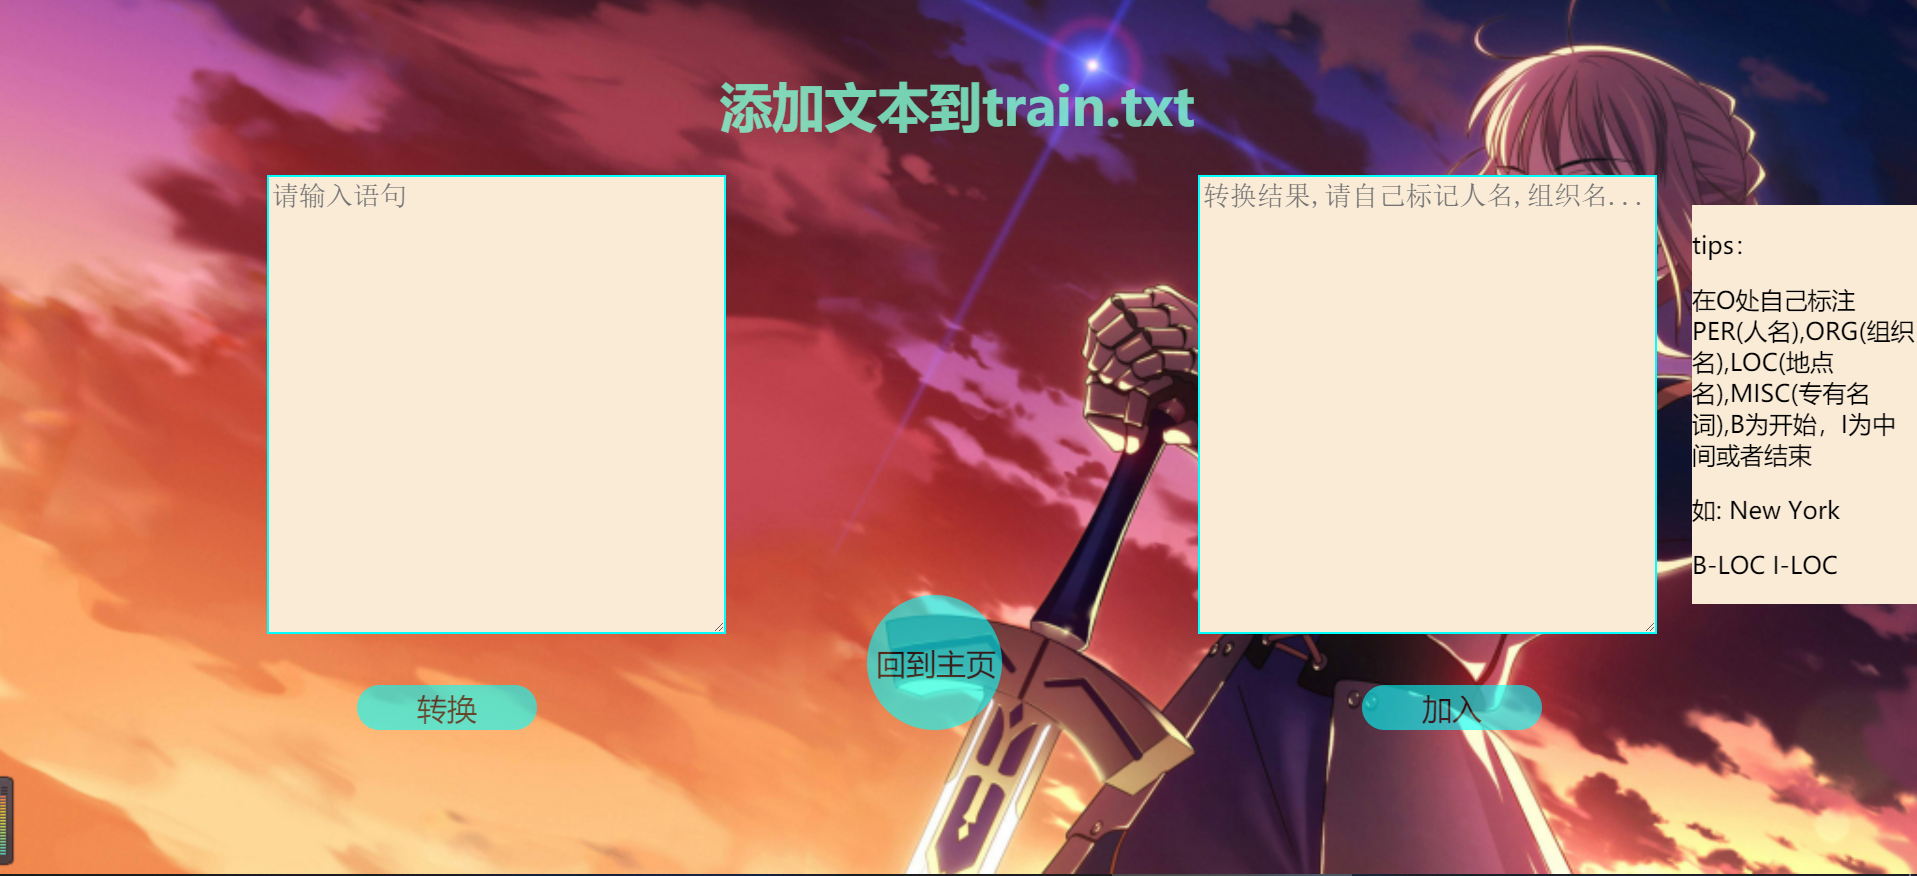 添加文本到train.txt
请输入语句
转换结果,请自己标记人名,组织名...
tips：
在O处自己标注
PER(人名),ORG(组织
名),LOC(地点
名),MISC(专有名
词),B为开始，I为中
间或者结束
如: New York
B-LOC I-LOC
回到主页
转换
加入